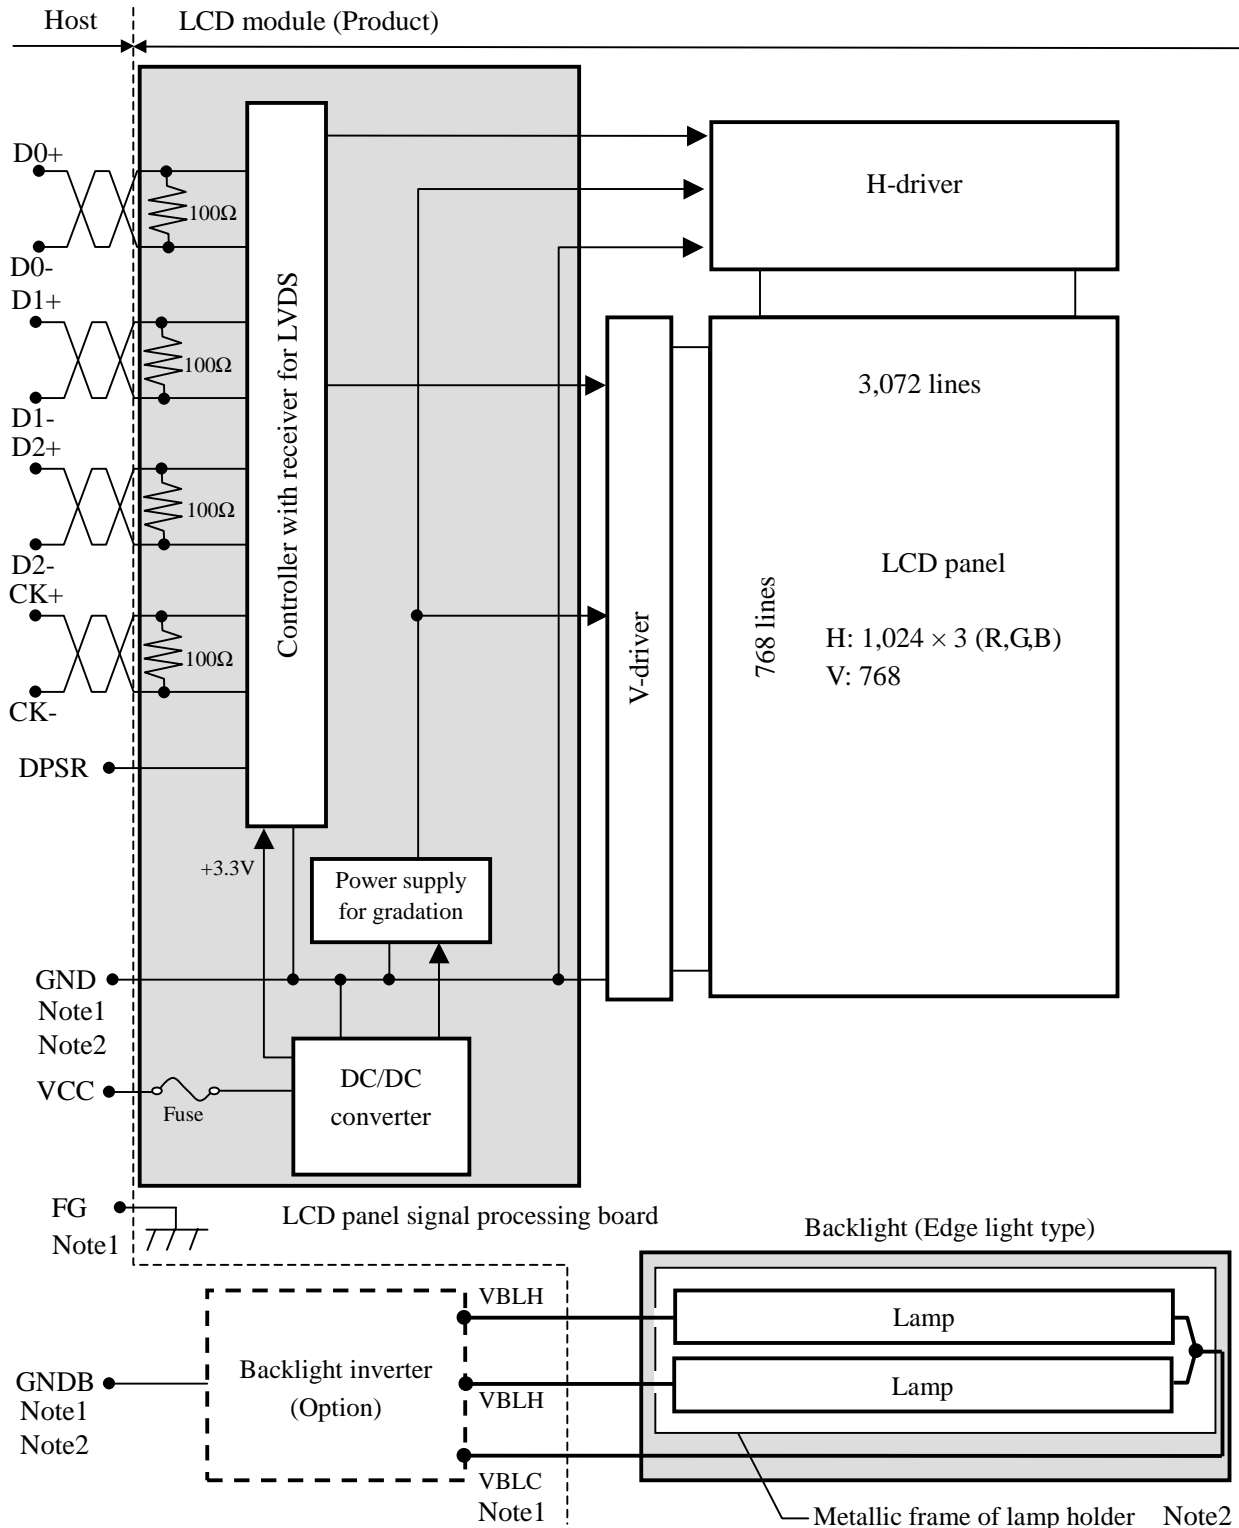 Host
LCD module (Product)
D0+
100Ω
D0-
D1+
100Ω
D1-
D2+
100Ω
D2-
CK+
100Ω
CK-
DPSR
Controller with receiver for LVDS
H-driver
V-driver
3,072 lines
768 lines
LCD panel
H: 1,024 × 3 (R,G,B)
V: 768
+3.3V
Power supply
for gradation
GND
Note1
Note2
VCC
Fuse
DC/DC
converter
FG
Note1
LCD panel signal processing board
Backlight (Edge light type)
VBLH
Lamp
Backlight inverter
(Option)
GNDB
Note1
Note2
VBLH
Lamp
VBLC
Note1
Metallic frame of lamp holder Note2